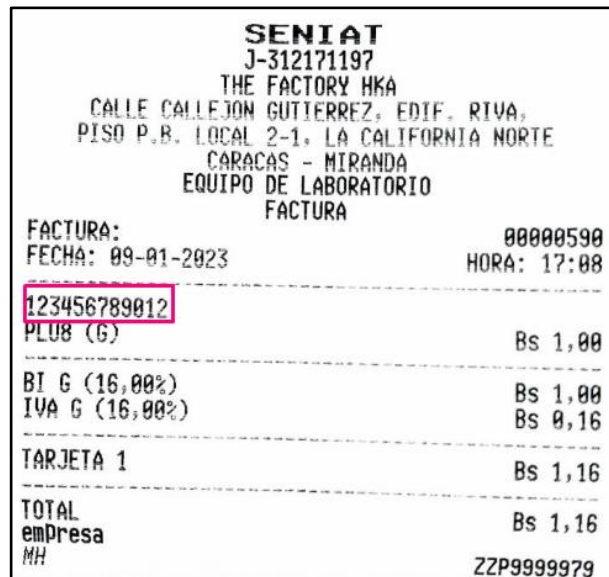 SENIAT
J-312171197
THE FACTORY HKA
CALLE CALLEJON GUTIERREZ, EDIF. RIVA,
PISO P.B. LOCAL 2-1, LA CALIFORNIA NORTE
CARACAS - MIRANDA
EQUIPO DE LABORATORIO
FACTURA
FACTURA: 00000590
FECHA: 09-01-2023 HORA: 17:08
123456789012
PLU8 (G) Bs 1,00
BI G (16,00%) Bs 1,00
IVA G (16,00%) Bs 0,16
TARJETA 1 Bs 1,16
TOTAL Bs 1,16
emPresa
MH ZZP9999979